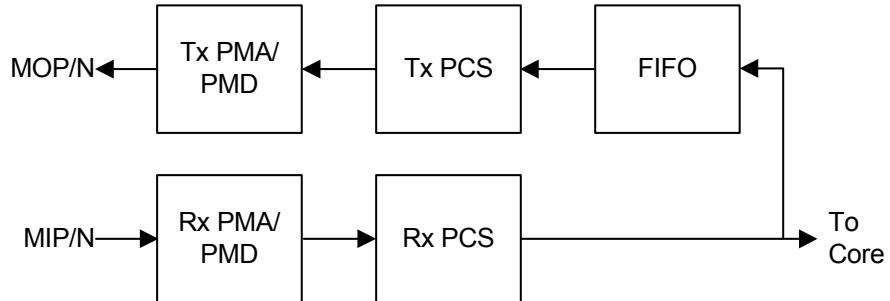 MOP/N
Tx PMA/
PMD
Tx PCS
FIFO
MIP/N
Rx PMA/
PMD
Rx PCS
To
Core